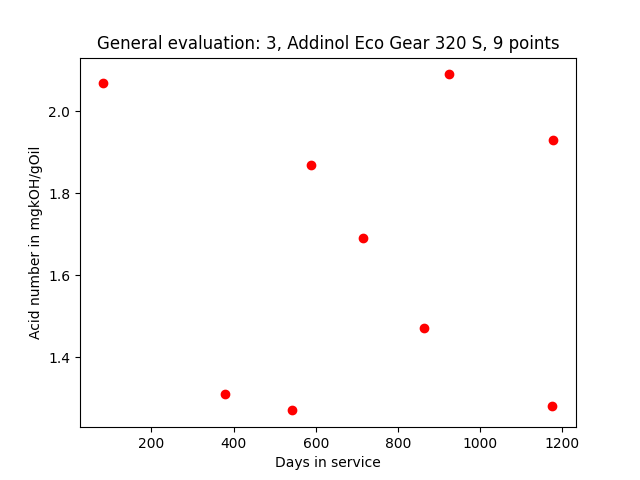 General evaluation: 3, Addinol Eco Gear 320 S, 9 points
Acid number in mgkOH/gOil
2.0
1.8
1.6
1.4
200 400 600 800 1000 1200
Days in service